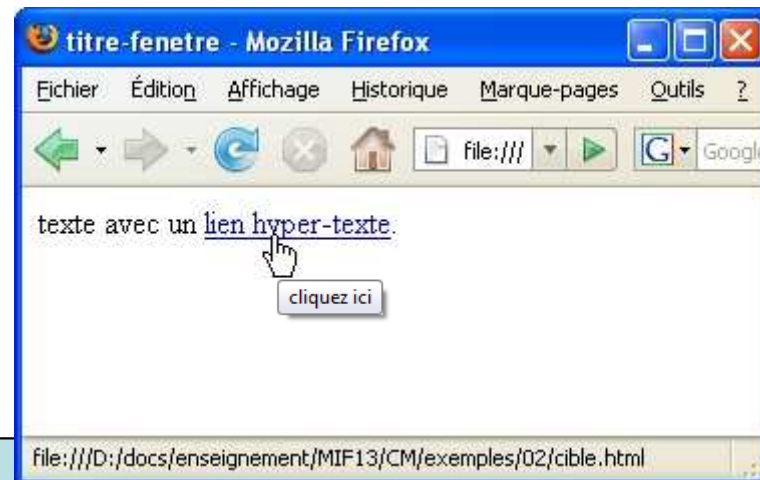 titre-fenetre - Mozilla Firefox
Fichier Édition Affichage Historique Marque-pages Outils ?
file:/// G Googl
texte avec un lien hyper-texte.
cliquez ici
file:///D:/docs/enseignement/MIF13/CM/exemples/02/cible.html